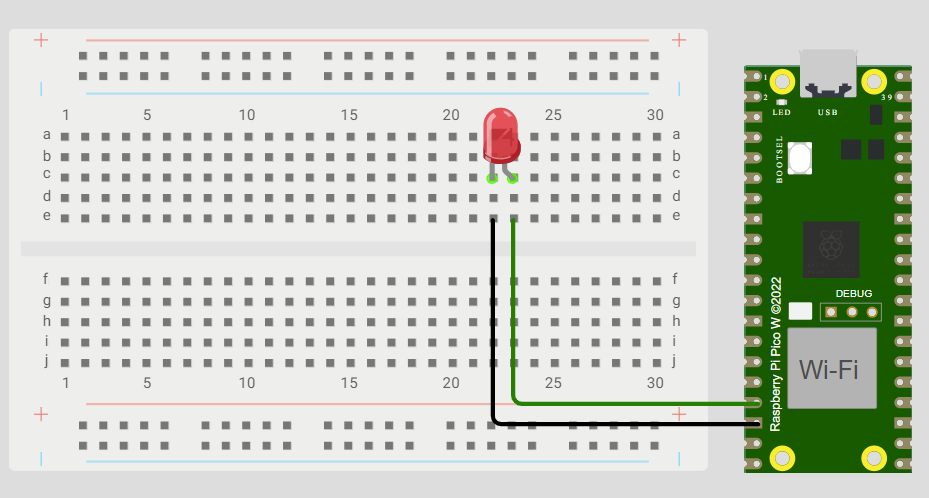 1 5 10 15 20 25 30
a a
b b
c c
d d
e e
f f
g g
h h
i i
j j
1 5 10 15 20 25 30
1
2
39
LED
USB
BOOTSEL
DEBUG
Raspberry Pi Pico W ©2022
Wi-Fi